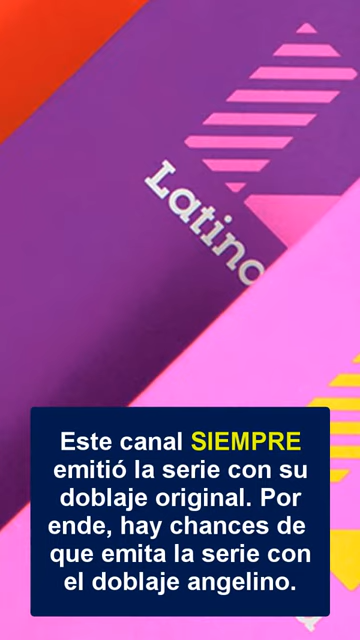 Latino
Este canal SIEMPRE
emitió la serie con su
doblaje original. Por
ende, hay chances de
que emita la serie con
el doblaje angelino.